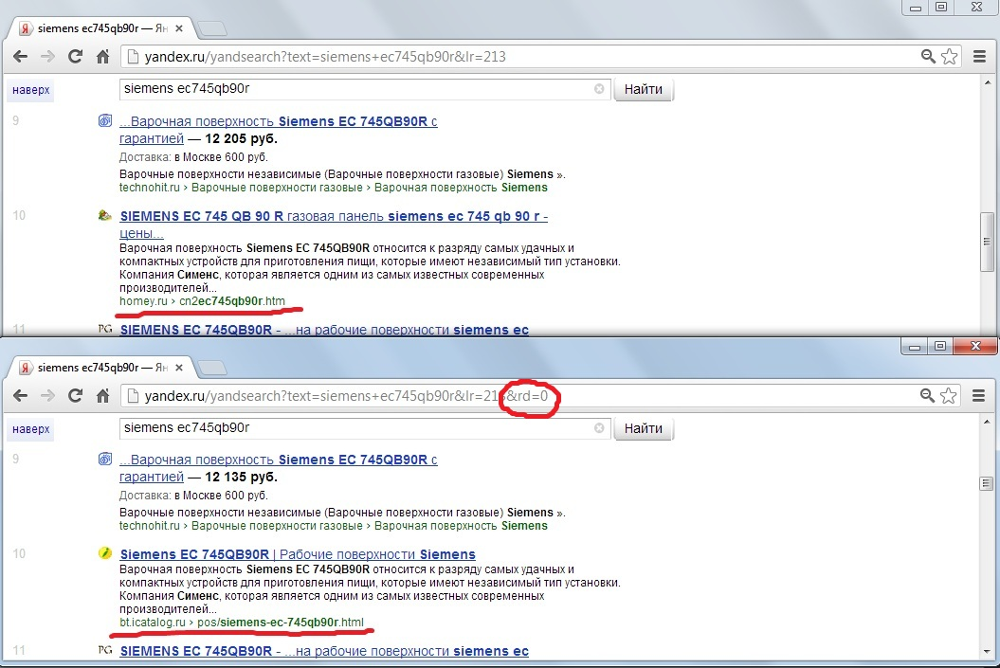 siemens ec745qb90r — Ян
yandex.ru/yandsearch?text=siemens+ec745qb90r&lr=213
наверх
siemens ec745qb90r
Найти
9
...Варочная поверхность Siemens EC 745QB90R с
гарантией — 12 205 руб.
Доставка: в Москве 600 руб.
Варочные поверхности независимые (Варочные поверхности газовые) Siemens ».
technohit.ru › Варочные поверхности газовые › Варочная поверхность Siemens
10
SIEMENS EC 745 QB 90 R газовая панель siemens ec 745 qb 90 r -
цены...
Варочная поверхность Siemens EC 745QB90R относится к разряду самых удачных и
компактных устройств для приготовления пищи, которые имеют независимый тип установки.
Компания Сименс, которая является одним из самых известных современных
производителей...
homey.ru › cn2ec745qb90r.htm
11
PG SIEMENS EC745QB90R - ...на рабочие поверхности siemens ec
siemens ec745qb90r — Ян
yandex.ru/yandsearch?text=siemens+ec745qb90r&lr=213&rd=0
наверх
siemens ec745qb90r
Найти
9
...Варочная поверхность Siemens EC 745QB90R с
гарантией — 12 135 руб.
Доставка: в Москве 600 руб.
Варочные поверхности независимые (Варочные поверхности газовые) Siemens ».
technohit.ru › Варочные поверхности газовые › Варочная поверхность Siemens
10
Siemens EC 745QB90R | Рабочие поверхности Siemens
Варочная поверхность Siemens EC 745QB90R относится к разряду самых удачных и
компактных устройств для приготовления пищи, которые имеют независимый тип установки.
Компания Сименс, которая является одним из самых известных современных
производителей...
bt.icatalog.ru › pos/siemens-ec-745qb90r.html
11
PG SIEMENS EC745QB90R - ...на рабочие поверхности siemens ec